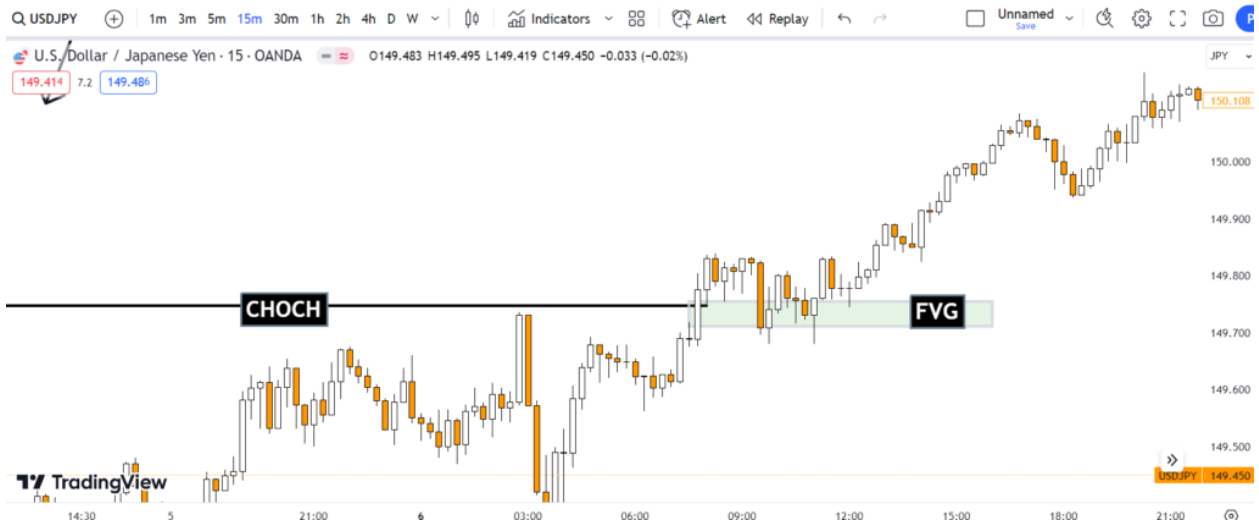 USDJPY 1m 3m 5m 15m 30m 1h 2h 4h D W Indicators Alert Replay Unnamed
Save
P
U.S. Dollar / Japanese Yen · 15 · OANDA O149.483 H149.495 L149.419 C149.450 −0.033 (−0.02%) JPY
149.414 7.2 149.486
150.108
150.000
149.900
149.800
CHOCH
FVG
149.700
149.600
149.500
USDJPY 149.450
TradingView
14:30 5 21:00 6 03:00 06:00 09:00 12:00 15:00 18:00 21:00